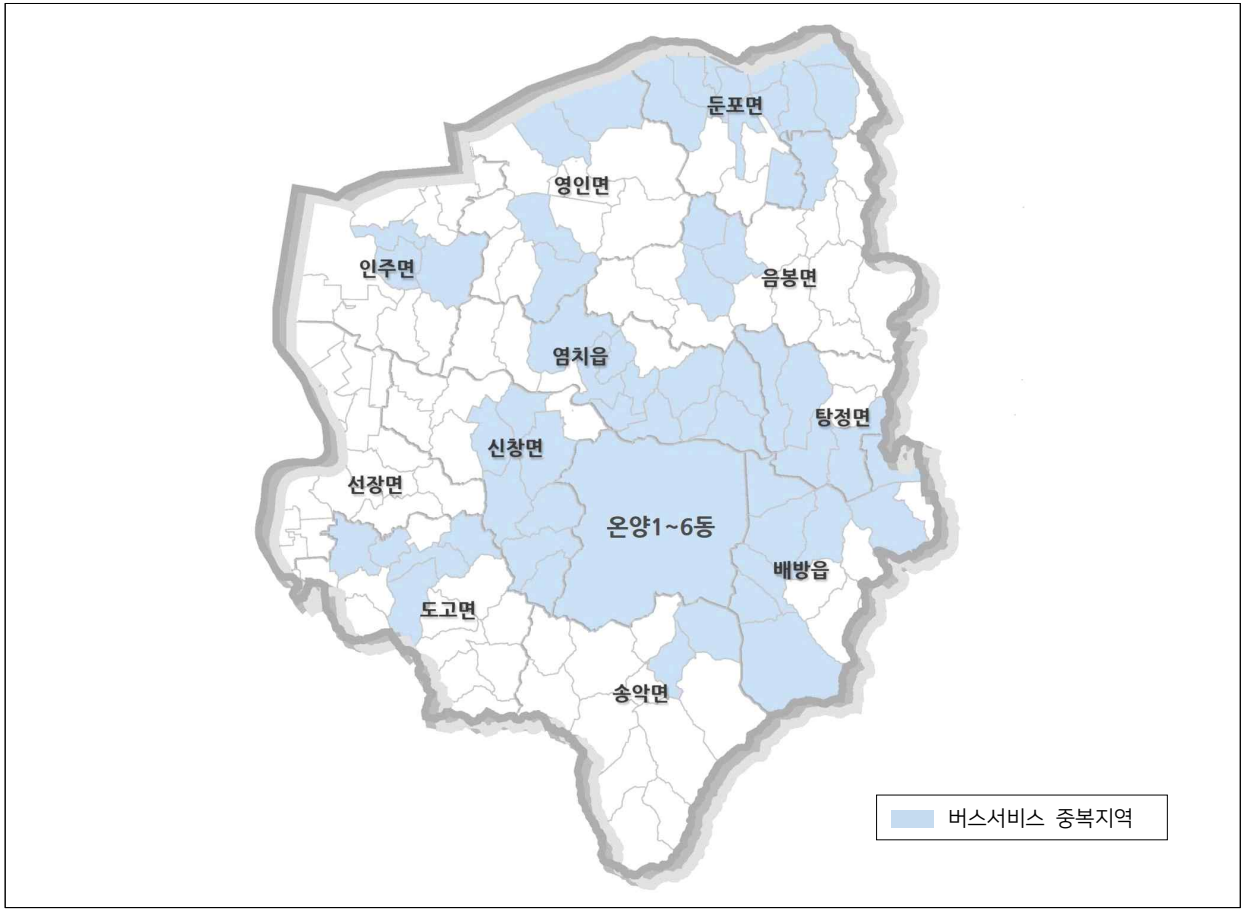 둔포면
영인면
인주면
음봉면
염치읍
탕정면
신창면
선장면
온양1~6동
배방읍
도고면
송악면
버스서비스 중복지역